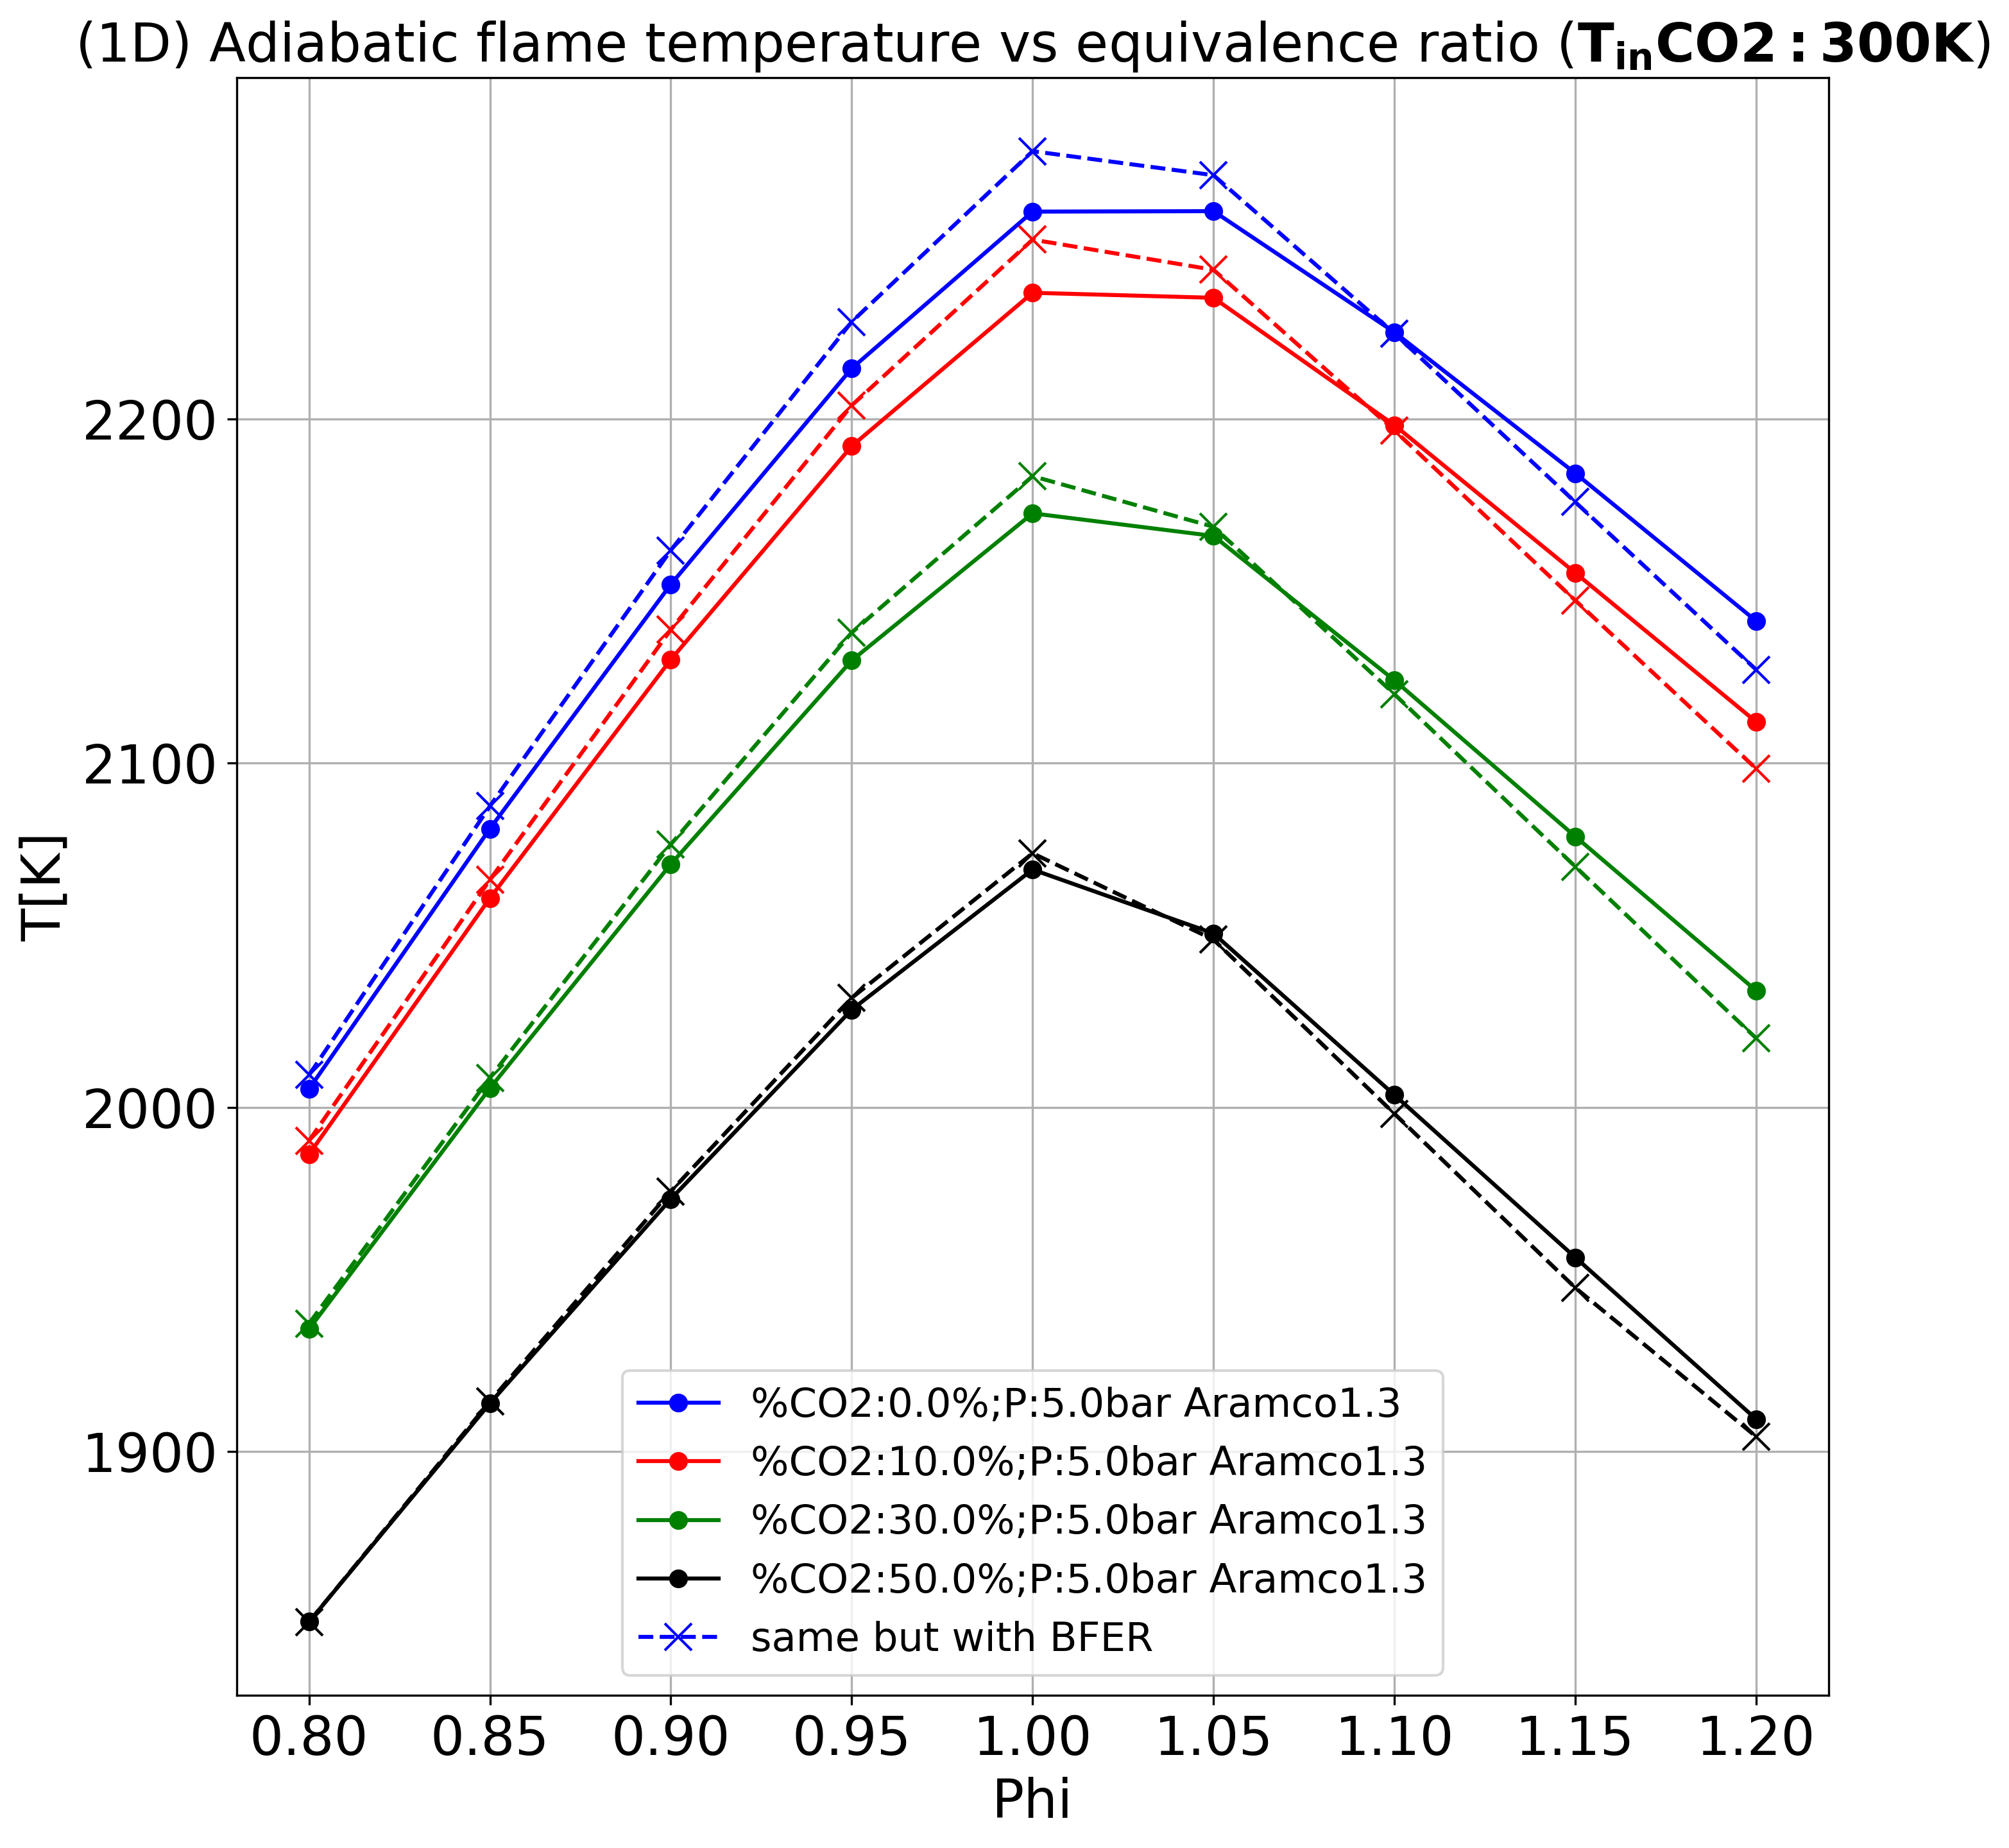 (1D) Adiabatic flame temperature vs equivalence ratio (TinCO2 : 300K)
2200
2100
2000
1900
T[K]
%CO2:0.0%;P:5.0bar Aramco1.3
%CO2:10.0%;P:5.0bar Aramco1.3
%CO2:30.0%;P:5.0bar Aramco1.3
%CO2:50.0%;P:5.0bar Aramco1.3
same but with BFER
0.80 0.85 0.90 0.95 1.00 1.05 1.10 1.15 1.20
Phi